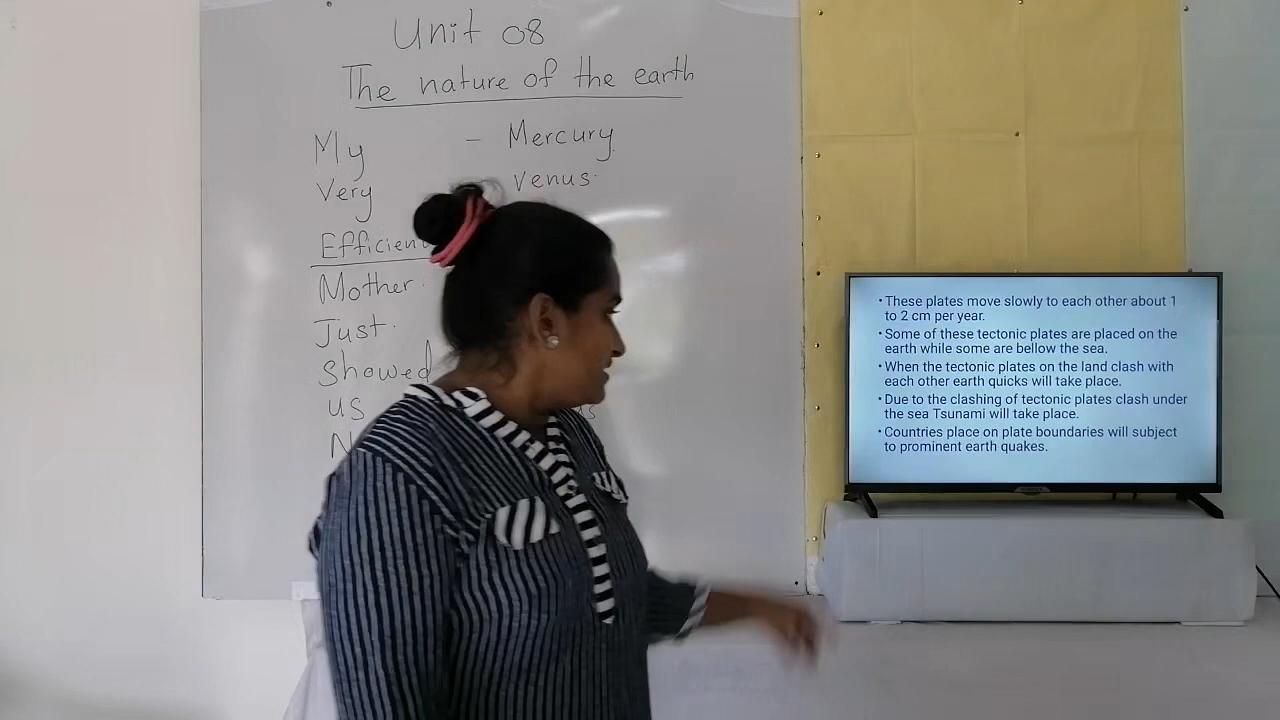 Unit 08
The nature of the earth
My - Mercury.
Very venus.
Mother.
Just.
showed
us
• These plates move slowly to each other about 1
to 2 cm per year.
• Some of these tectonic plates are placed on the
earth while some are bellow the sea.
• When the tectonic plates on the land clash with
each other earth quicks will take place.
• Due to the clashing of tectonic plates clash under
the sea Tsunami will take place.
• Countries place on plate boundaries will subject
to prominent earth quakes.